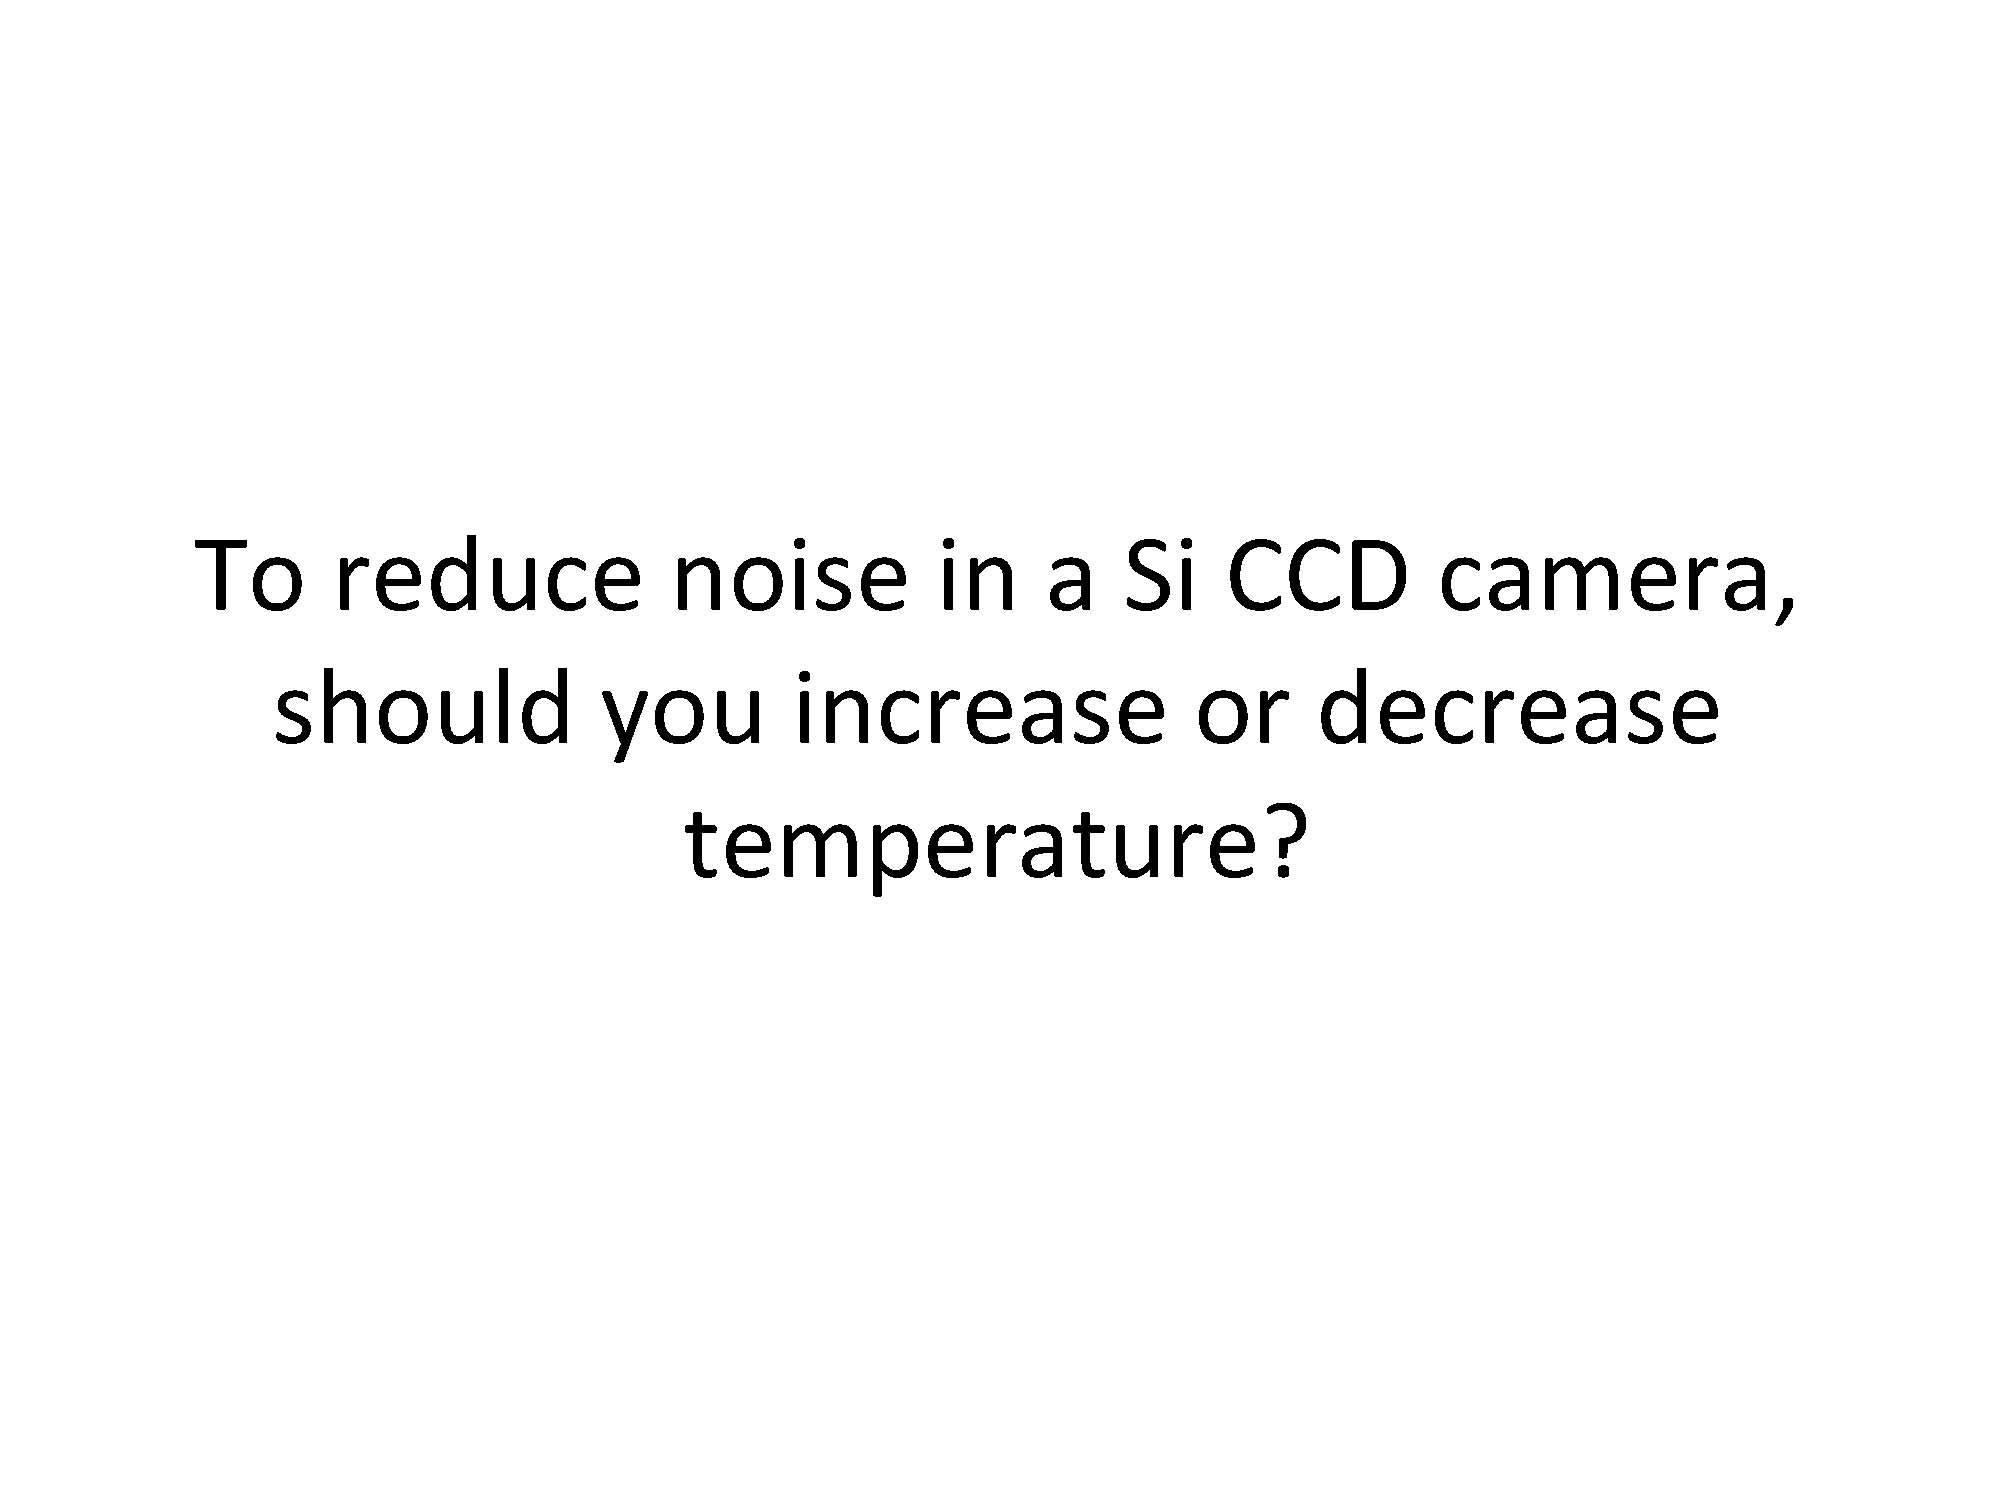 To reduce noise in a Si CCD camera,
should you increase or decrease
temperature?